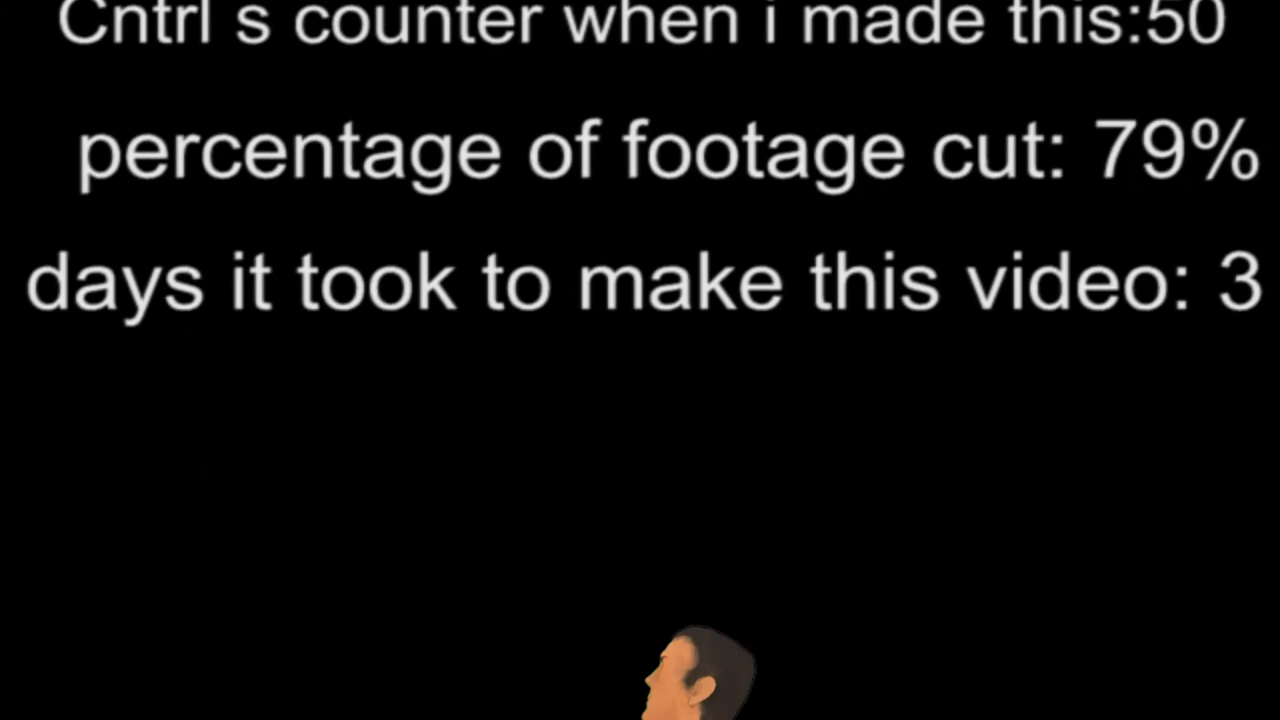 Cntrl s counter when i made this:50
percentage of footage cut: 79%
days it took to make this video: 3